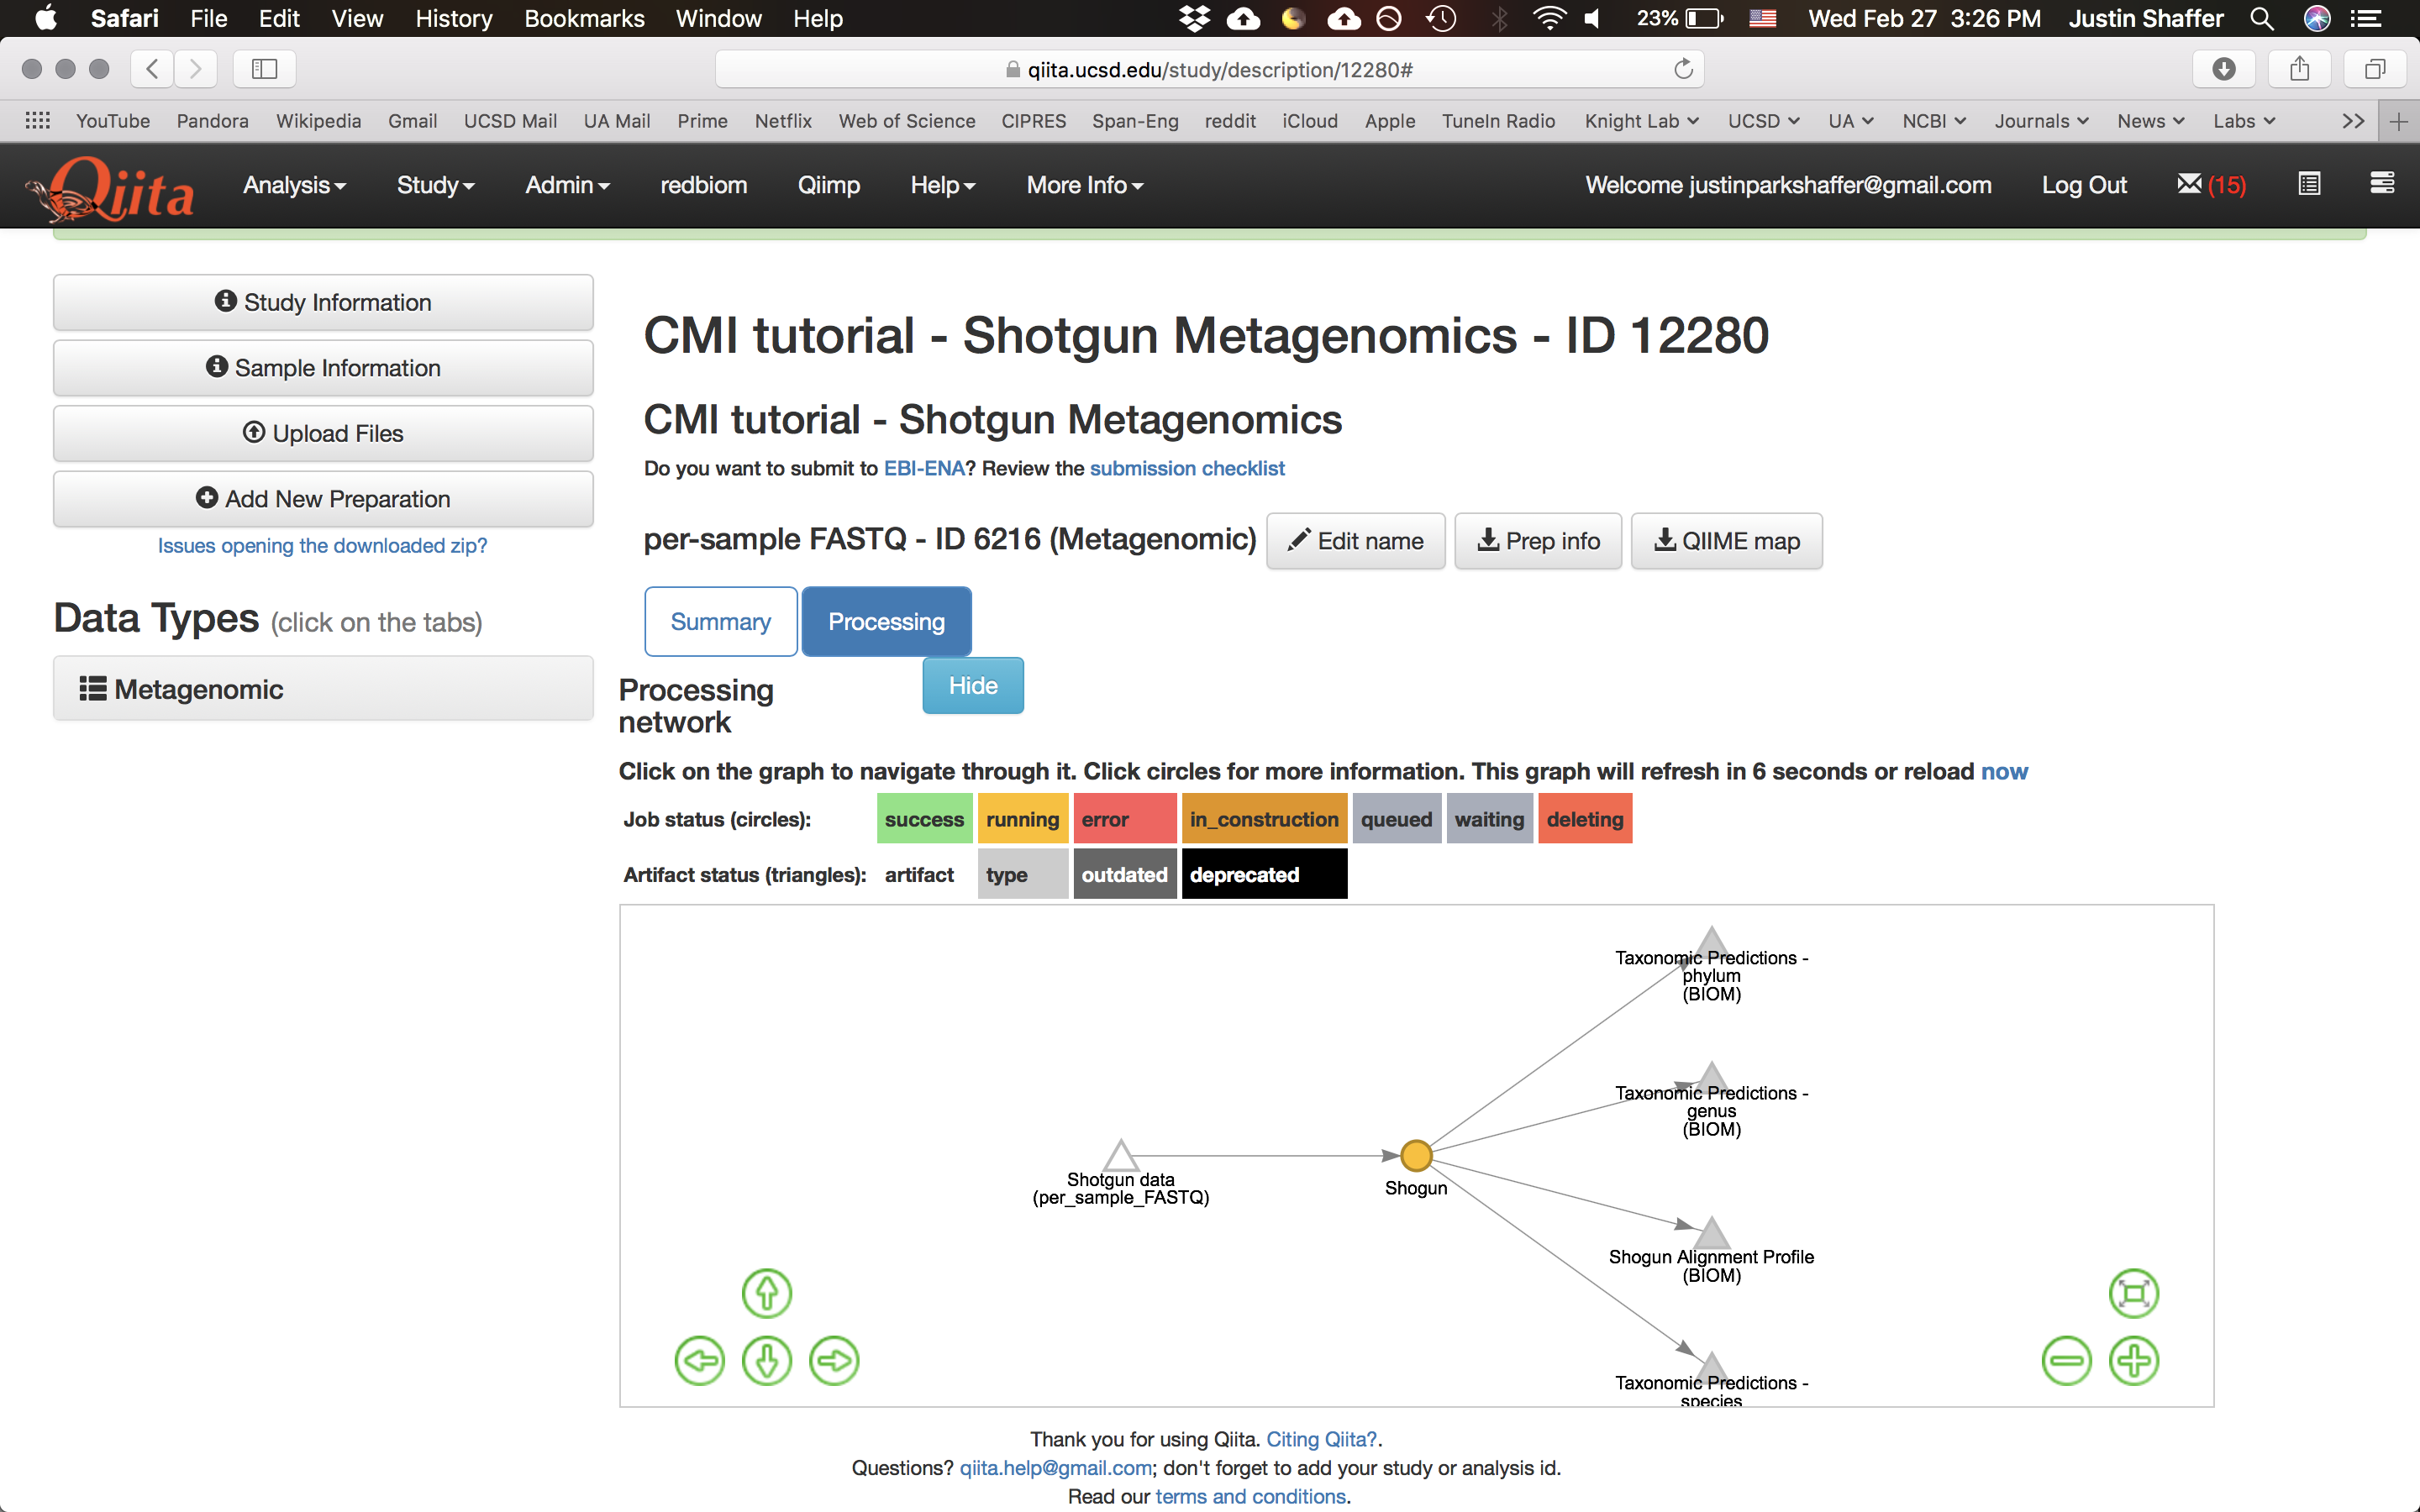 Safari File Edit View History Bookmarks Window Help 23% Wed Feb 27 3:26 PM Justin Shaffer
qiita.ucsd.edu/study/description/12280#
YouTube Pandora Wikipedia Gmail UCSD Mail UA Mail Prime Netflix Web of Science CIPRES Span-Eng reddit iCloud Apple TuneIn Radio Knight Lab UCSD UA NCBI Journals News Labs
Qiita Analysis Study Admin redbiom Qiimp Help More Info Welcome justinparkshaffer@gmail.com Log Out (15)
Study Information
Sample Information
Upload Files
Add New Preparation
Issues opening the downloaded zip?
Data Types (click on the tabs)
Metagenomic
CMI tutorial - Shotgun Metagenomics - ID 12280
CMI tutorial - Shotgun Metagenomics
Do you want to submit to EBI-ENA? Review the submission checklist
per-sample FASTQ - ID 6216 (Metagenomic) Edit name Prep info QIIME map
Summary Processing
Processing
network
Hide
Click on the graph to navigate through it. Click circles for more information. This graph will refresh in 6 seconds or reload now
Job status (circles): success running error in_construction queued waiting deleting
Artifact status (triangles): artifact type outdated deprecated
Taxonomic Predictions -
phylum
(BIOM)
Taxonomic Predictions -
genus
(BIOM)
Shotgun data
(per_sample_FASTQ)
Shogun
Shogun Alignment Profile
(BIOM)
Taxonomic Predictions -
species
Thank you for using Qiita. Citing Qiita?.
Questions? qiita.help@gmail.com; don't forget to add your study or analysis id.
Read our terms and conditions.